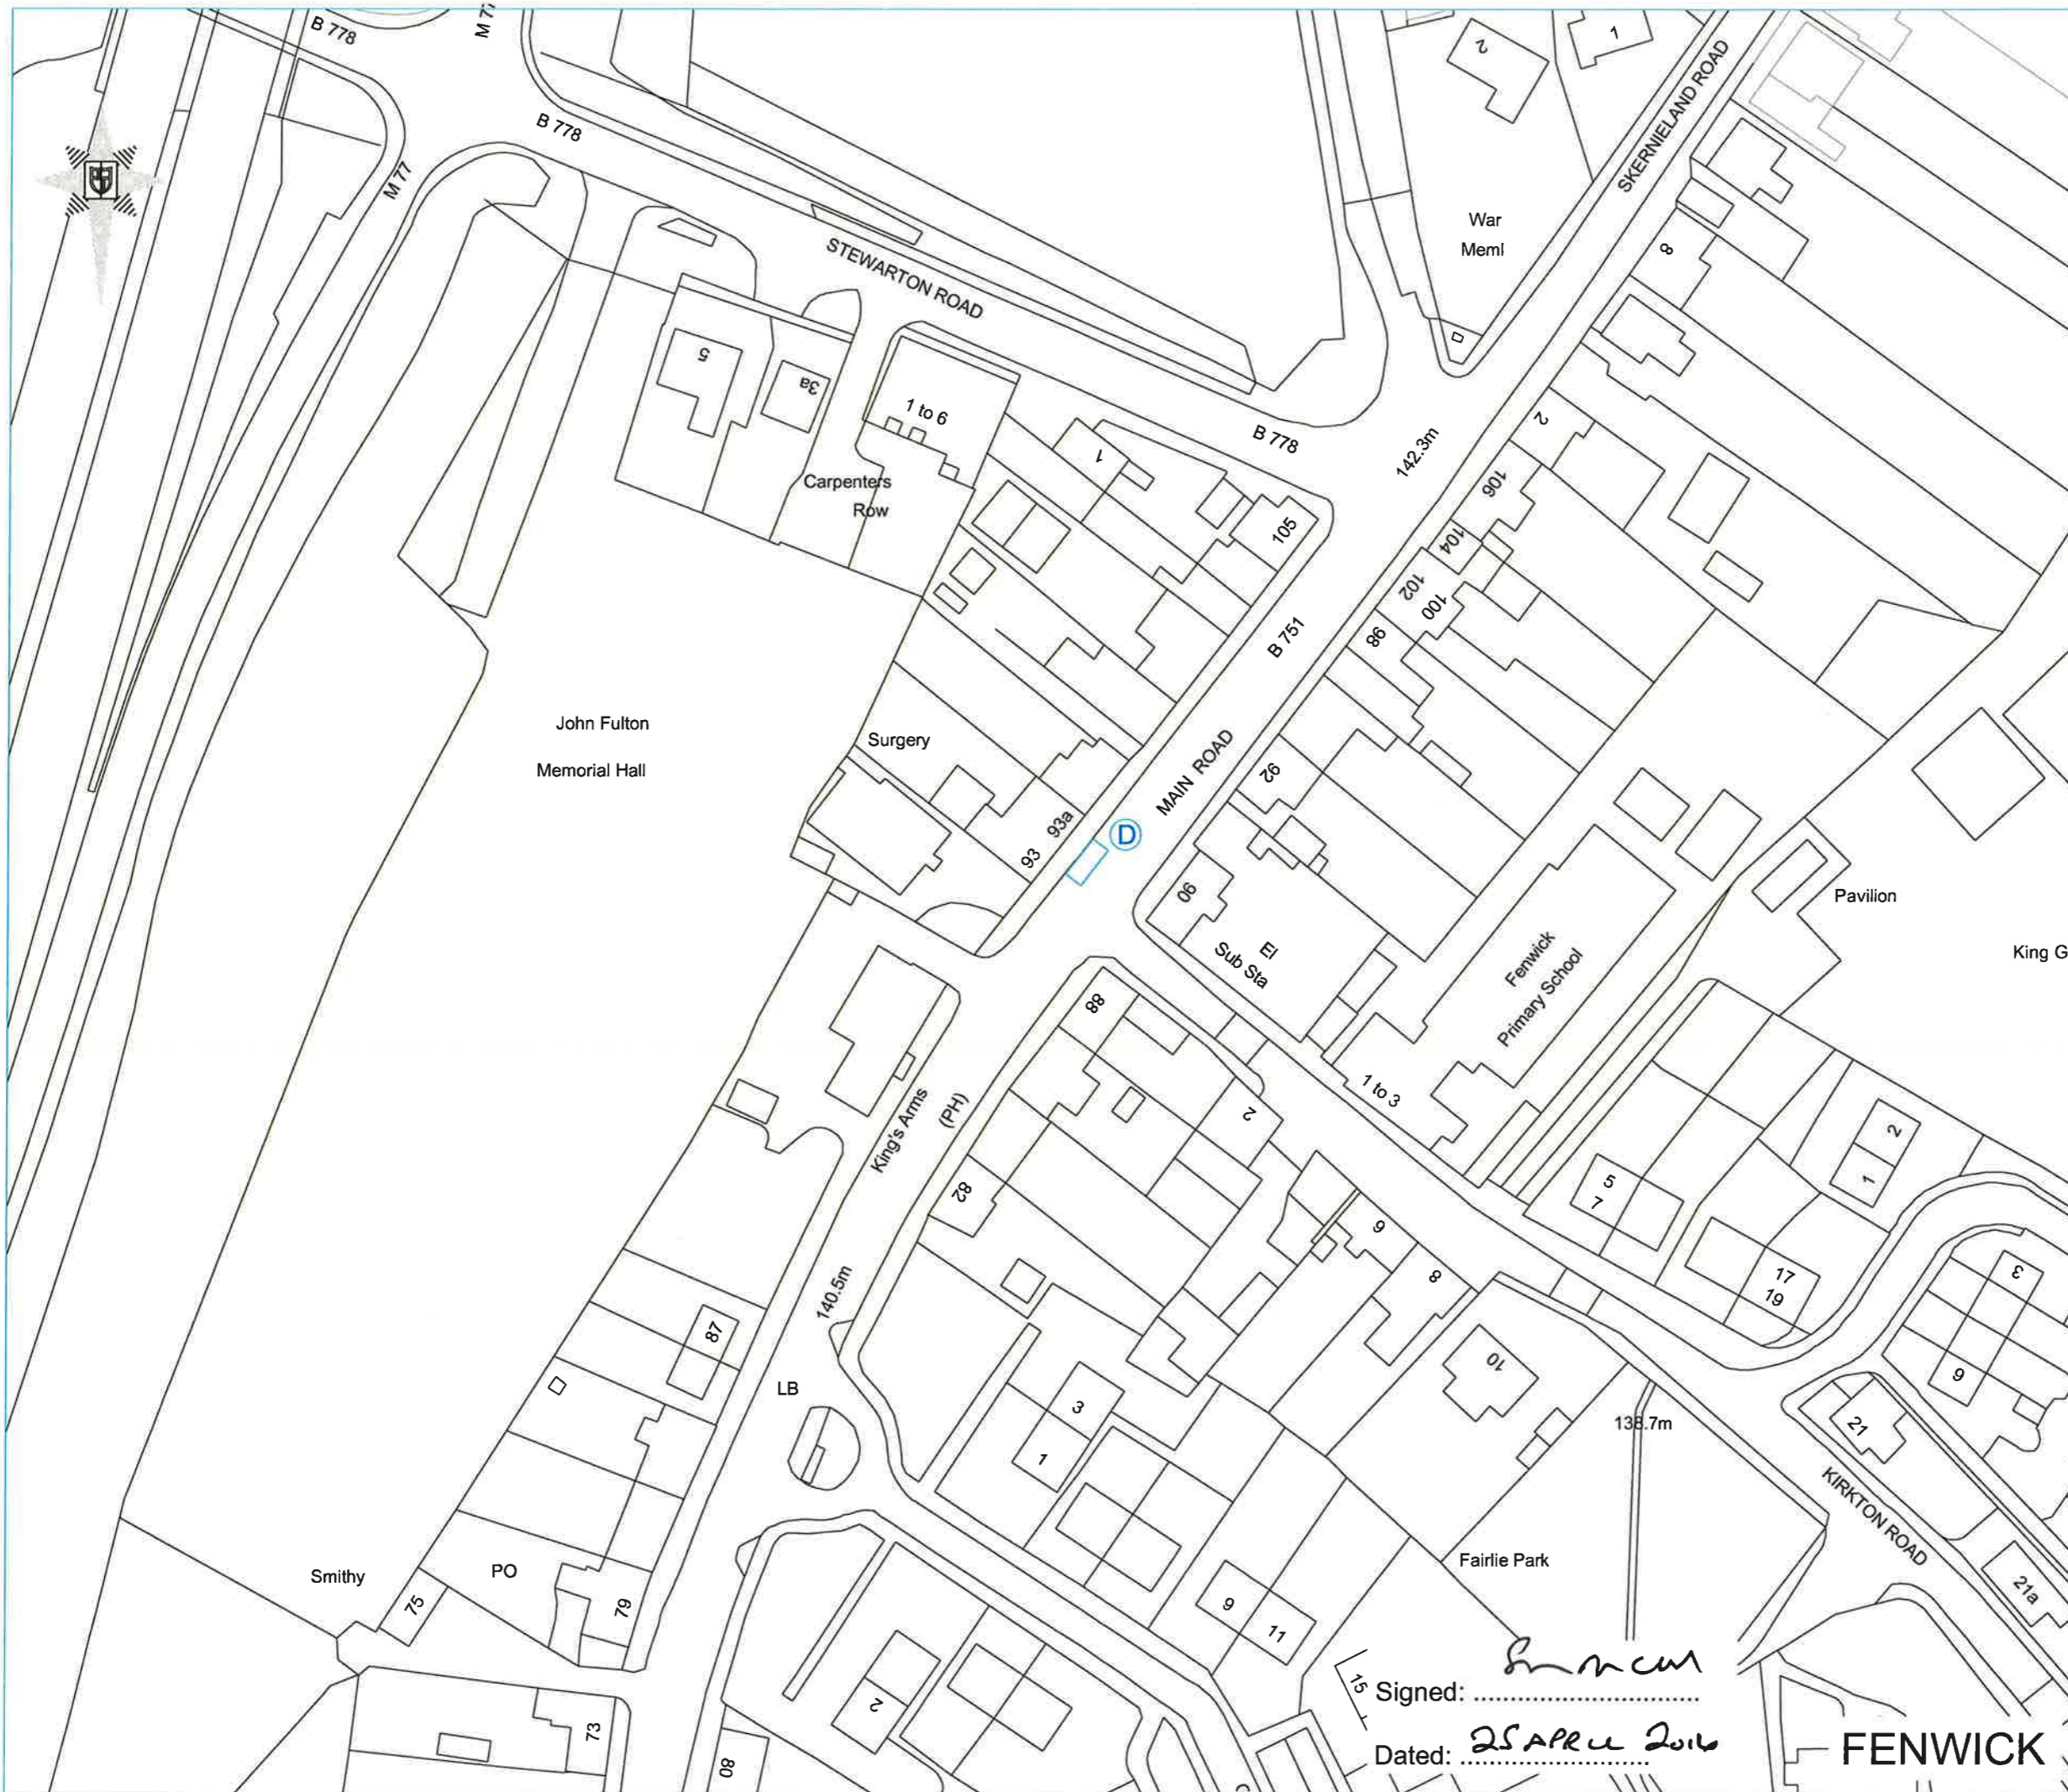 B 778
M 77
2
1
SKERNIELAND ROAD
B 778
M 77
War
Meml
8
STEWARTON ROAD
5
3a
1 to 6
2
B 778
142.3m
1
Carpenters
Row
106
105
104
102
100
B 751
98
John Fulton
Memorial Hall
Surgery
MAIN ROAD
92
93a
93
D
90
Pavilion
El
Sub Sta
Fenwick
Primary School
King G
88
1 to 3
2
King's Arms
(PH)
2
1
82
5
7
6
8
17
19
3
140.5m
87
10
6
LB
3
1
138.7m
21
KIRKTON ROAD
Fairlie Park
Smithy
PO
75
79
21a
9
11
15
2
73
80
Signed:
Dated: 25 APRIL 2016
FENWICK